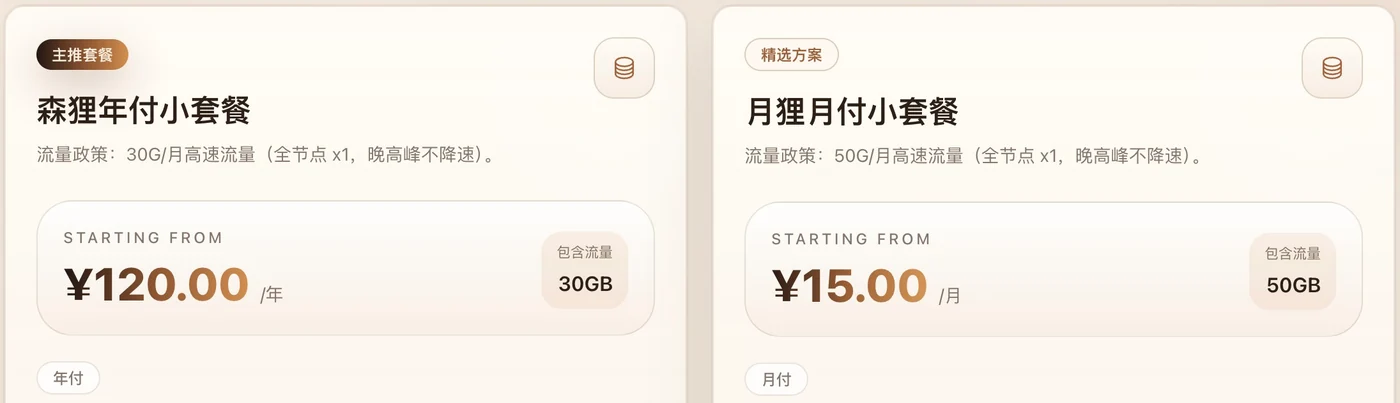 主推套餐
森狸年付小套餐
流量政策：30G/月高速流量（全节点 x1，晚高峰不降速）。
STARTING FROM
¥120.00 /年
包含流量
30GB
年付
精选方案
月狸月付小套餐
流量政策：50G/月高速流量（全节点 x1，晚高峰不降速）。
STARTING FROM
¥15.00 /月
包含流量
50GB
月付